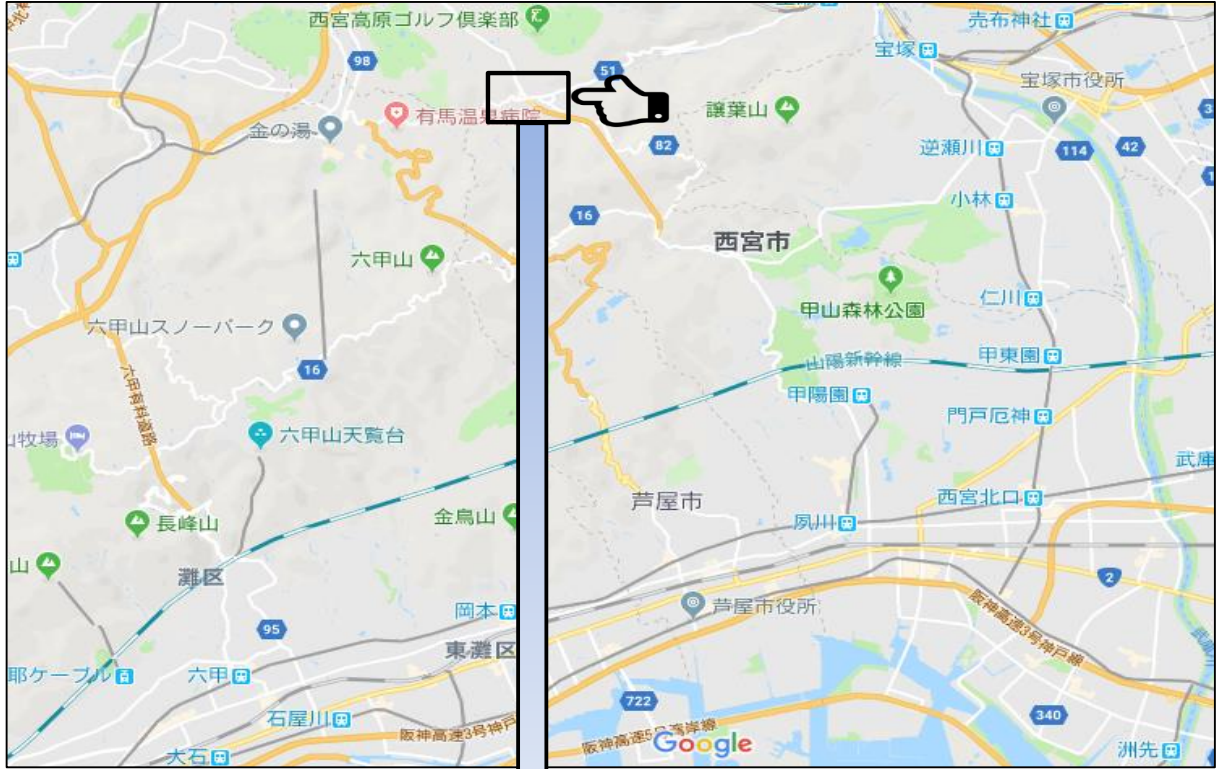 西宮高原ゴルフ倶楽部
売布神社
宝塚
98
51
宝塚市役所
有馬温泉病院
譲葉山
金の湯
82
逆瀬川
114
42
小林
16
西宮市
六甲山
甲山森林公園
仁川
六甲山スノーパーク
山陽新幹線
甲東園
16
六甲有料道路
甲陽園
門戸厄神
牧場
六甲山天覧台
武庫
芦屋市
西宮北口
長峰山
金鳥山
夙川
山
灘区
2
岡本
芦屋市役所
阪神高速3号神戸線
95
東灘区
耶ケーブル
六甲
722
340
石屋川
阪神高速3号神戸
阪神高速5号湾岸線
Google
大石
洲先